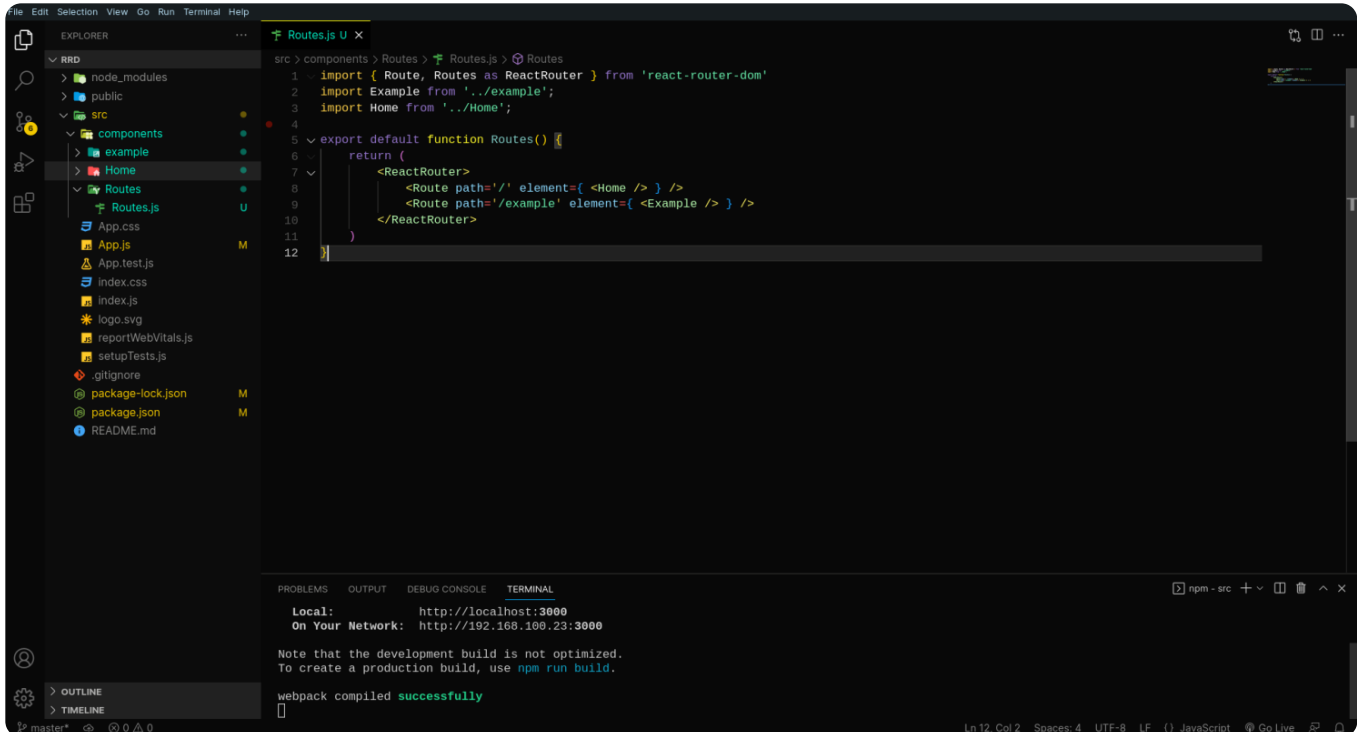 File Edit Selection View Go Run Terminal Help
EXPLORER
RRD
node_modules
public
src
components
example
Home
Routes
Routes.js U
App.css
App.js M
App.test.js
index.css
index.js
logo.svg
reportWebVitals.js
setupTests.js
.gitignore
package-lock.json M
package.json M
README.md
OUTLINE
TIMELINE
6
Routes.js U
src > components > Routes > Routes.js > Routes
1 import { Route, Routes as ReactRouter } from 'react-router-dom'
2 import Example from '../example';
3 import Home from '../Home';
4
5 export default function Routes() {
6 return (
7 <ReactRouter>
8 <Route path='/' element={ <Home /> } />
9 <Route path='/example' element={ <Example /> } />
10 </ReactRouter>
11 )
12 }
PROBLEMS OUTPUT DEBUG CONSOLE TERMINAL
npm - src
Local: http://localhost:3000
On Your Network: http://192.168.100.23:3000
Note that the development build is not optimized.
To create a production build, use npm run build.
webpack compiled successfully
master* 0 0
Ln 12, Col 2 Spaces: 4 UTF-8 LF {} JavaScript Go Live